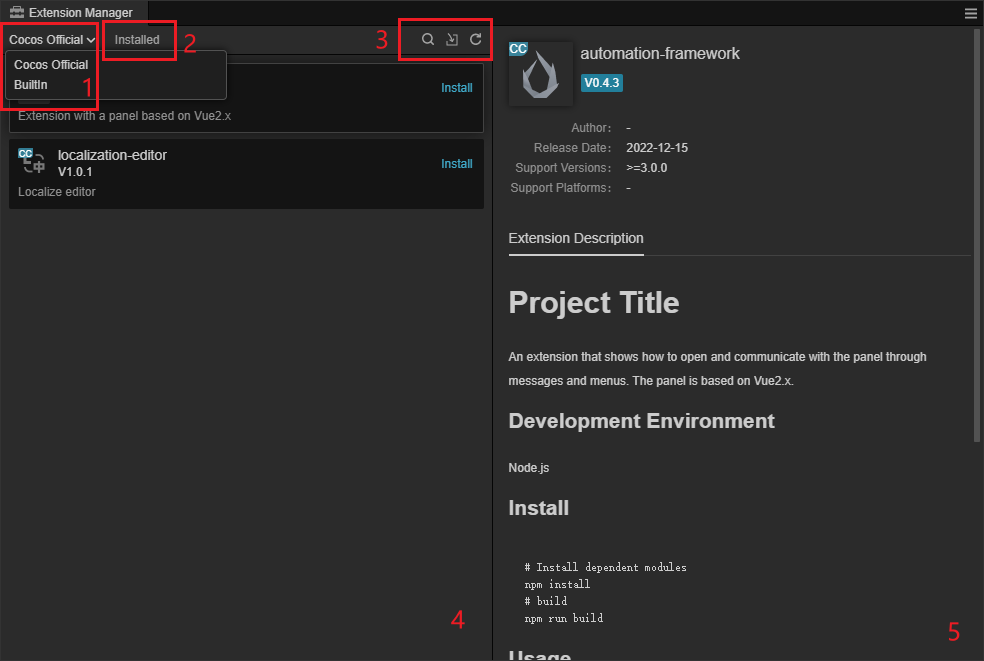 Extension Manager
Cocos Official
Installed
2
3
Cocos Official
BuiltIn
1
Install
Extension with a panel based on Vue2.x
CC
localization-editor
V1.0.1
Install
Localize editor
4
CC
automation-framework
V0.4.3
Author: -
Release Date: 2022-12-15
Support Versions: >=3.0.0
Support Platforms: -
Extension Description
Project Title
An extension that shows how to open and communicate with the panel through
messages and menus. The panel is based on Vue2.x.
Development Environment
Node.js
Install
# Install dependent modules
npm install
# build
npm run build
Usage
5